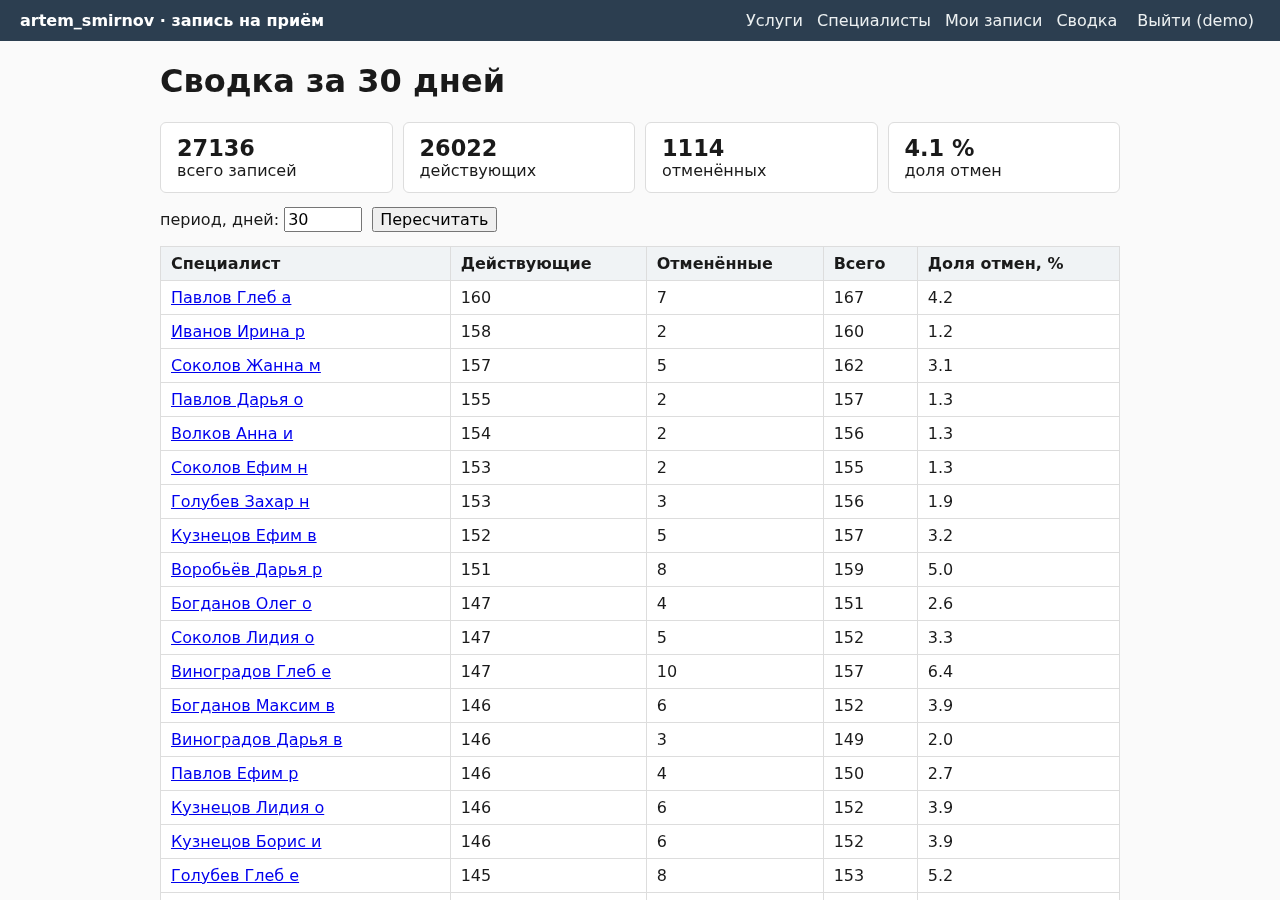 artem_smirnov · запись на приём Услуги Специалисты Мои записи Сводка Выйти (demo)
Сводка за 30 дней
27136 26022 1114 4.1 %
всего записей действующих отменённых доля отмен
период, дней: 30 Пересчитать
Специалист Действующие Отменённые Всего Доля отмен, %
Павлов Глеб а 160 7 167 4.2
Иванов Ирина р 158 2 160 1.2
Соколов Жанна м 157 5 162 3.1
Павлов Дарья о 155 2 157 1.3
Волков Анна и 154 2 156 1.3
Соколов Ефим н 153 2 155 1.3
Голубев Захар н 153 3 156 1.9
Кузнецов Ефим в 152 5 157 3.2
Воробьёв Дарья р 151 8 159 5.0
Богданов Олег о 147 4 151 2.6
Соколов Лидия о 147 5 152 3.3
Виноградов Глеб е 147 10 157 6.4
Богданов Максим в 146 6 152 3.9
Виноградов Дарья в 146 3 149 2.0
Павлов Ефим р 146 4 150 2.7
Кузнецов Лидия о 146 6 152 3.9
Кузнецов Борис и 146 6 152 3.9
Голубев Глеб е 145 8 153 5.2